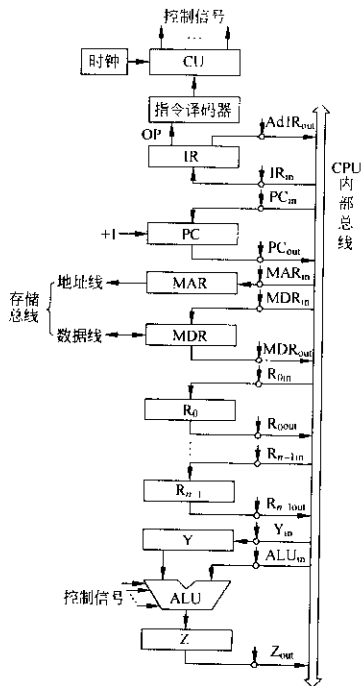 控制信号
…
时钟
CU
指令译码器
OP
AdIRout
IR
CPU
内部总线
IRin
PCin
+1
PC
PCout
地址线
MAR
MARin
存储总线
MDRin
数据线
MDR
MDRout
R0in
R0
R0out
⋮
Rn-1in
Rn-1
Rn-1out
Y
Yin
ALUin
控制信号
ALU
Z
Zout